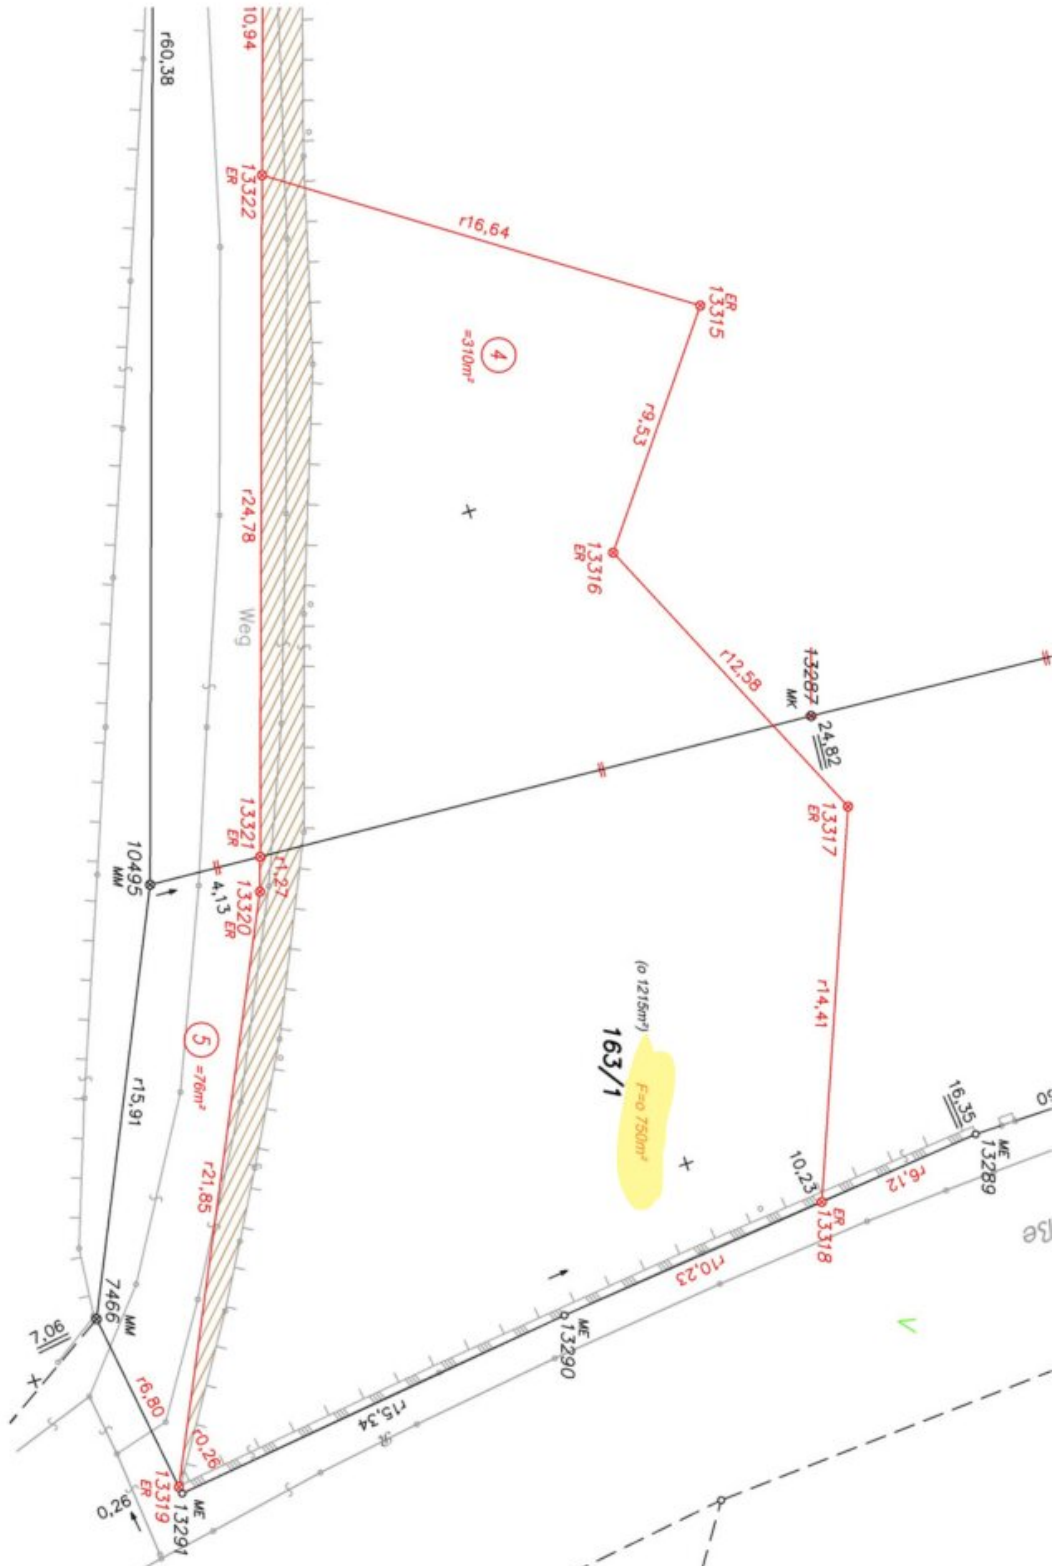 r60,38
10,94
13322
ER
r16,64
ER
13315
4
=310m²
r9,53
r24,78
13316
ER
Weg
r12,58
13287
MK
24,82
13317
ER
13321
ER
r1,27
10495
MM
4,13
13320
ER
(o 1215m²)
163/1
F=o 750m²
r14,41
5
=76m²
r15,91
r21,85
16,35
50
ME
13289
r6,12
10,23
ER
13318
ße
r10,23
7466
MM
7,06
ME
13290
r6,80
r15,34
r0,26
13319
ER
ME
13291
0,26